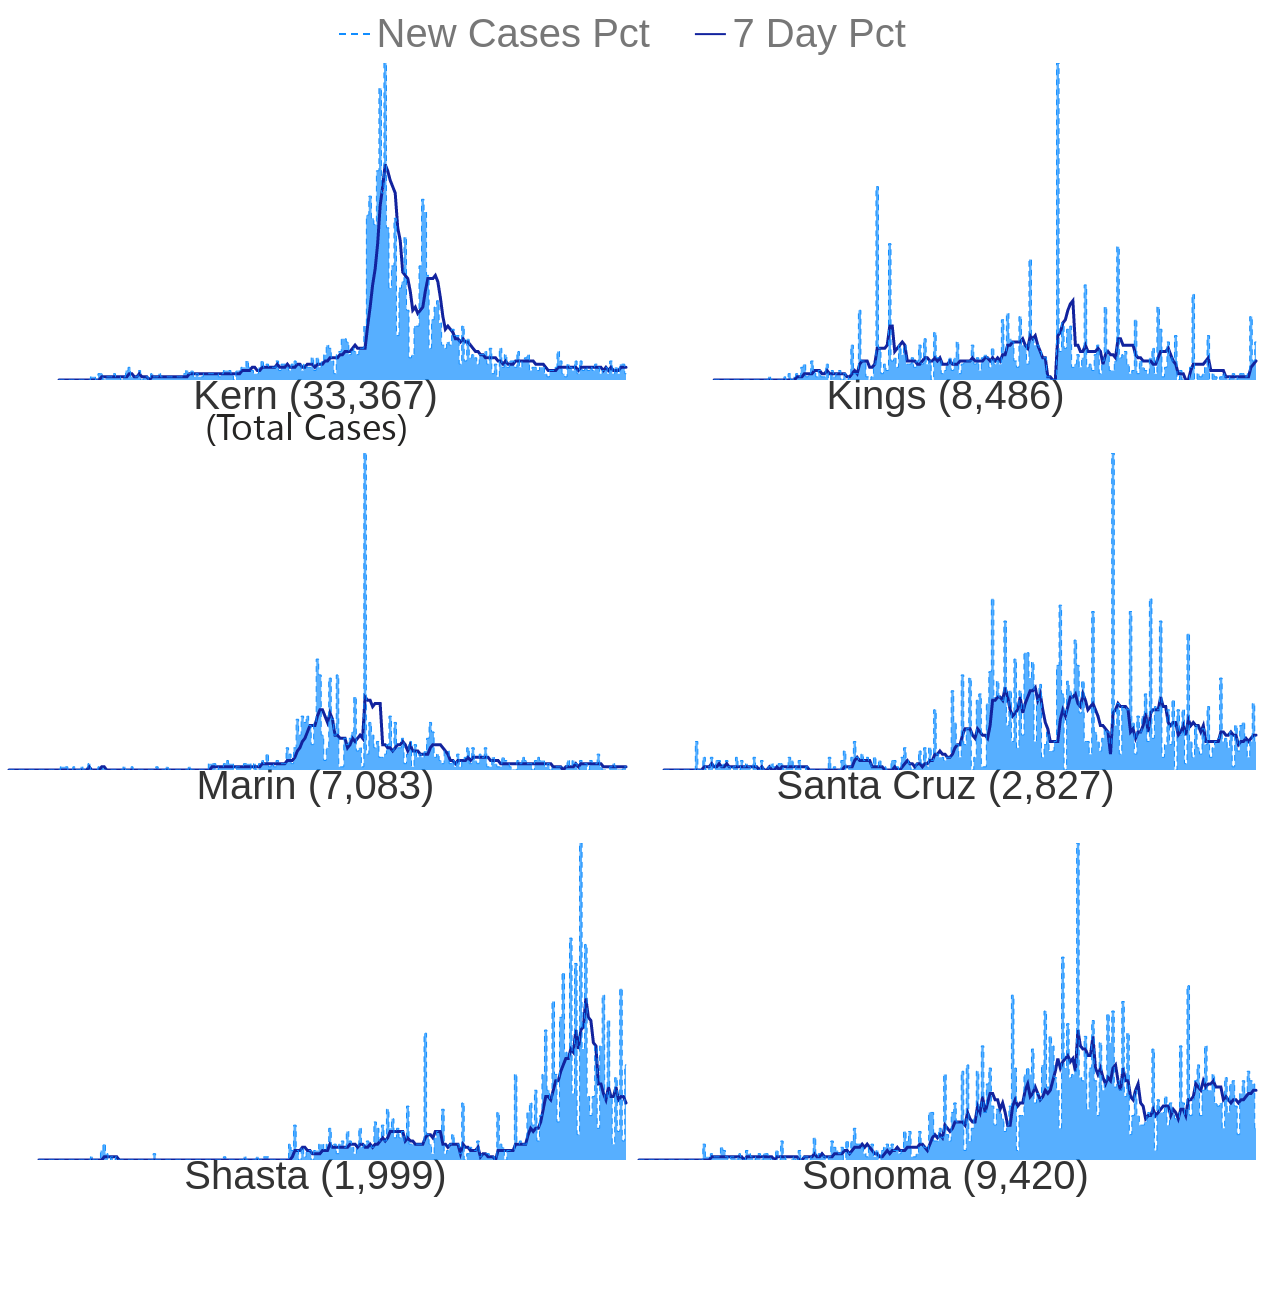 New Cases Pct 7 Day Pct
Kern (33,367) Kings (8,486)
(Total Cases)
Marin (7,083) Santa Cruz (2,827)
Shasta (1,999) Sonoma (9,420)